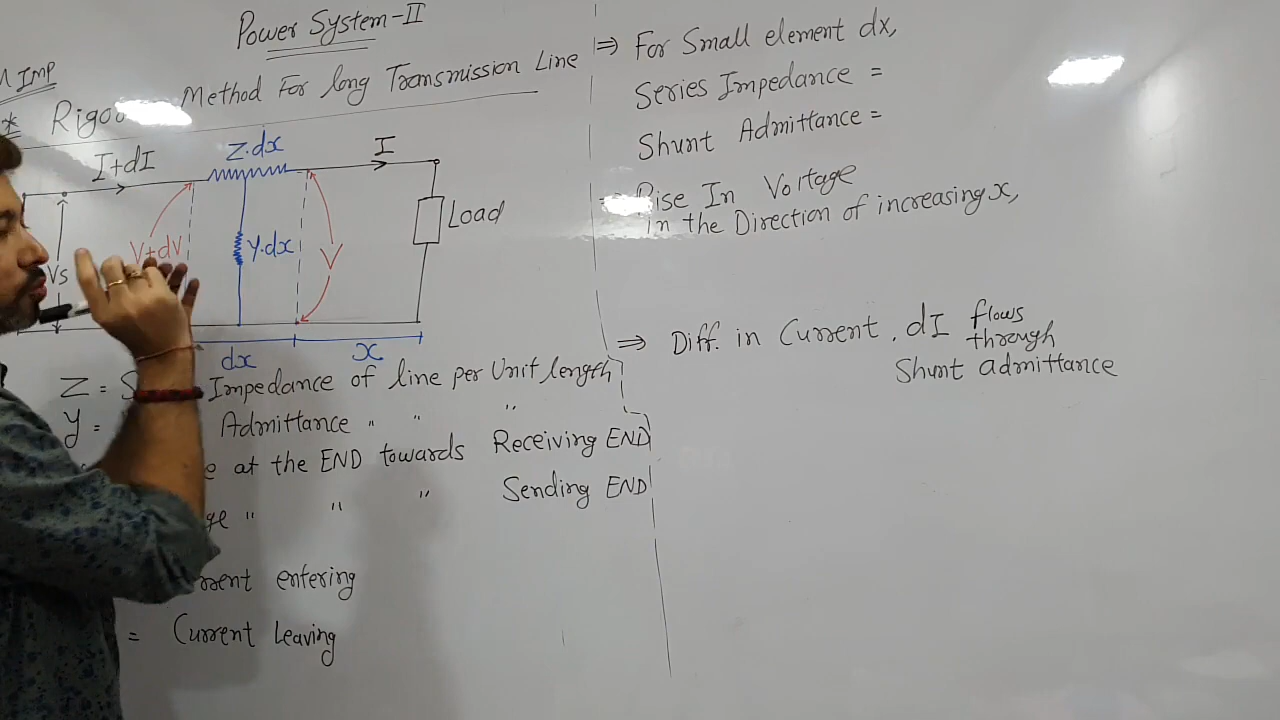 Power System-II
IMP
* Rigo Method For long Transmission Line
I+dI
Z.dx
I
Load
Vs
V+dV
Y.dx
V
dx
x
Z = S Impedance of line per Unit length
Y = Admittance " " "
e at the END towards Receiving END
ge " " " Sending END
rrent entering
= Current Leaving
⇒ For Small element dx,
Series Impedance =
Shunt Admittance =
Rise In Voltage
in the Direction of increasing x,
⇒ Diff. in Current, dI flows
through
Shunt admittance